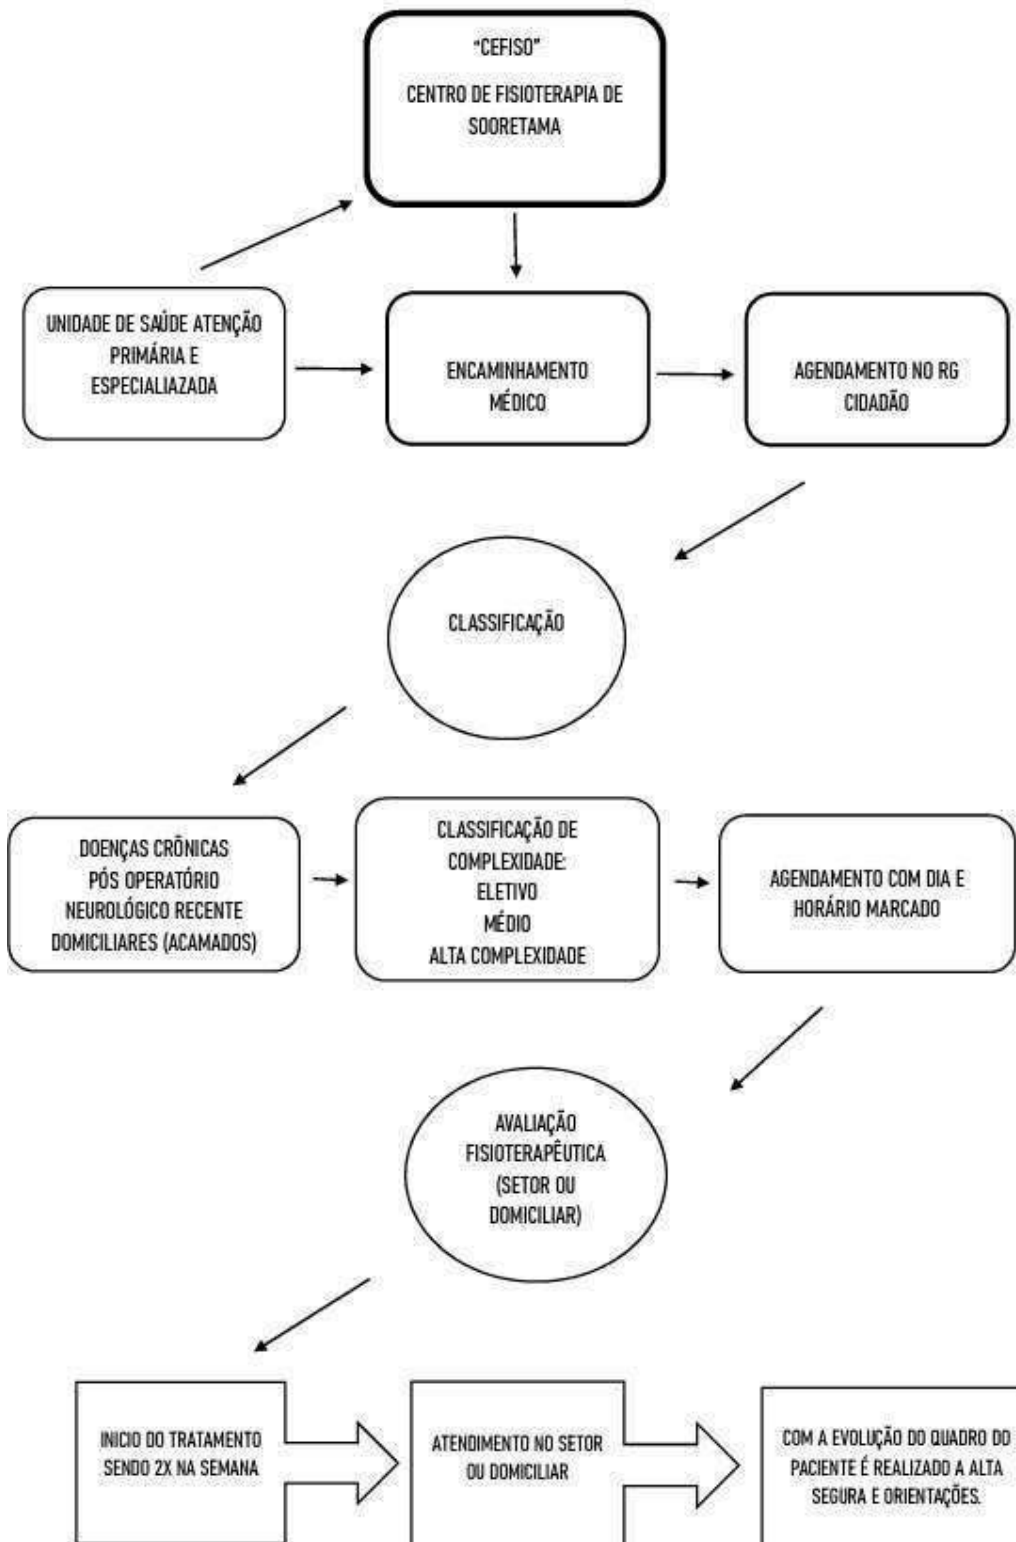 "CEFISO"
CENTRO DE FISIOTERAPIA DE
SOORETAMA
UNIDADE DE SAÚDE ATENÇÃO
PRIMÁRIA E
ESPECIALIAZADA
ENCAMINHAMENTO
MÉDICO
AGENDAMENTO NO RG
CIDADÃO
CLASSIFICAÇÃO
DOENÇAS CRÔNICAS
PÓS OPERATÓRIO
NEUROLÓGICO RECENTE
DOMICILIARES (ACAMADOS)
CLASSIFICAÇÃO DE
COMPLEXIDADE:
ELETIVO
MÉDIO
ALTA COMPLEXIDADE
AGENDAMENTO COM DIA E
HORÁRIO MARCADO
AVALIAÇÃO
FISIOTERAPÊUTICA
(SETOR OU
DOMICILIAR)
INICIO DO TRATAMENTO
SENDO 2X NA SEMANA
ATENDIMENTO NO SETOR
OU DOMICILIAR
COM A EVOLUÇÃO DO QUADRO DO
PACIENTE É REALIZADO A ALTA
SEGURA E ORIENTAÇÕES.